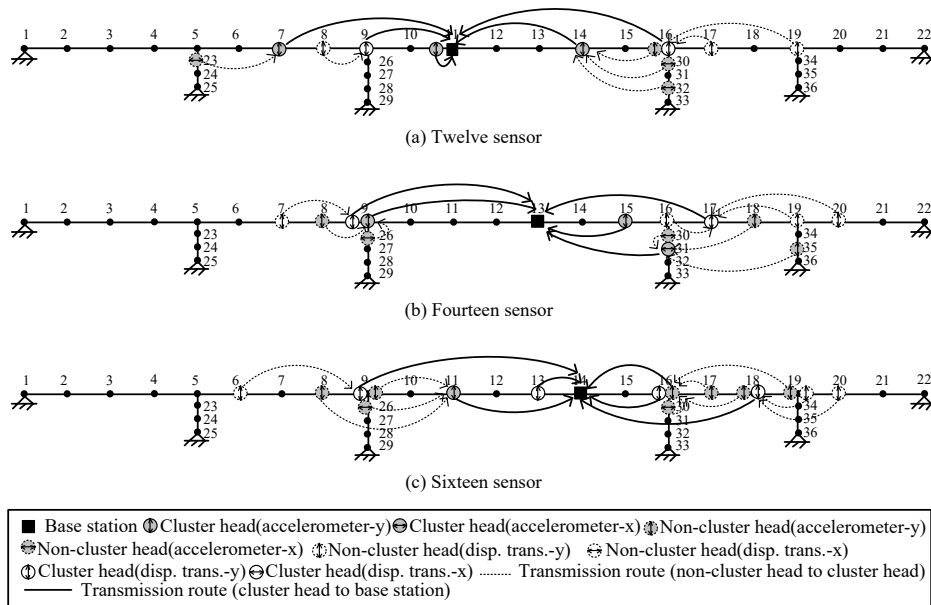 1 2 3 4 5 6 7 8 9 10 11 12 13 14 15 16 17 18 19 20 21 22
23 26 30 34
24 27 31 35
25 28 32 36
29 33
(a) Twelve sensor
1 2 3 4 5 6 7 8 9 10 11 12 13 14 15 16 17 18 19 20 21 22
23 26 30 34
24 27 31 35
25 28 32 36
29 33
(b) Fourteen sensor
1 2 3 4 5 6 7 8 9 10 11 12 13 14 15 16 17 18 19 20 21 22
23 26 30 34
24 27 31 35
25 28 32 36
29 33
(c) Sixteen sensor
Base station Cluster head(accelerometer-y) Cluster head(accelerometer-x) Non-cluster head(accelerometer-y)
Non-cluster head(accelerometer-x) Non-cluster head(disp. trans.-y) Non-cluster head(disp. trans.-x)
Cluster head(disp. trans.-y) Cluster head(disp. trans.-x) Transmission route (non-cluster head to cluster head)
Transmission route (cluster head to base station)